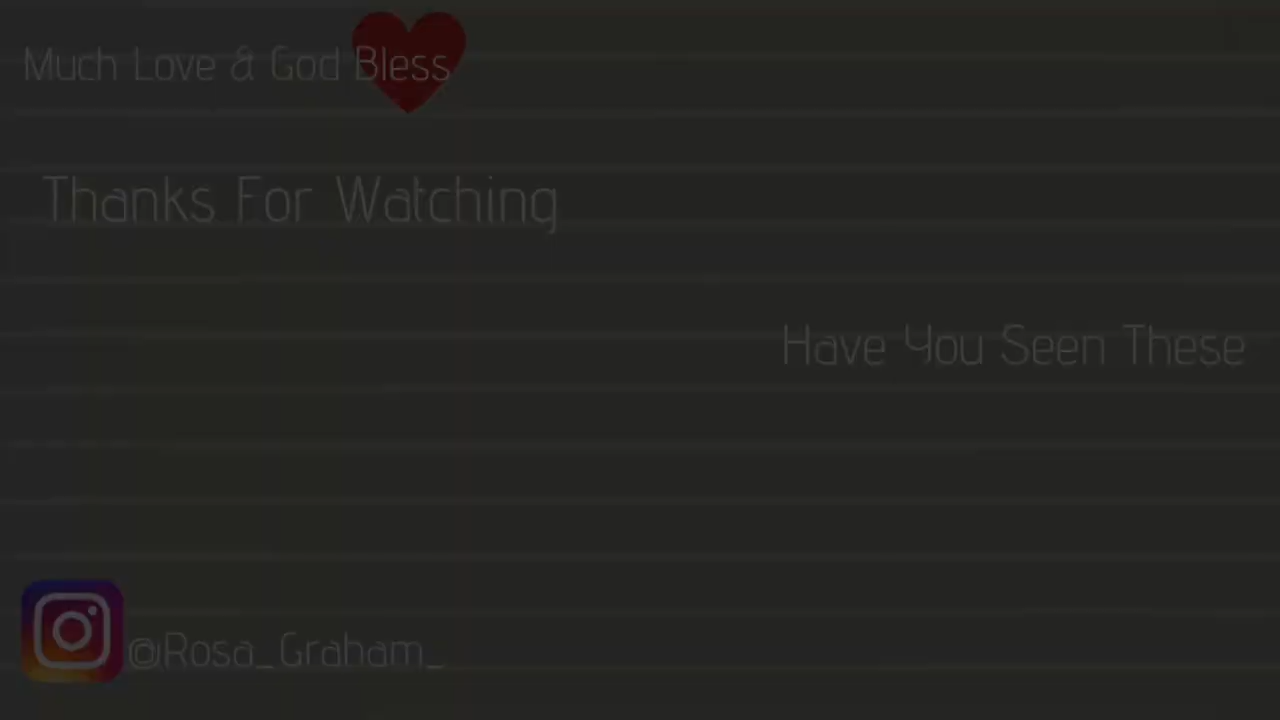 Much Love & God Bless
Thanks For Watching
Have You Seen These
@Rosa_Graham_